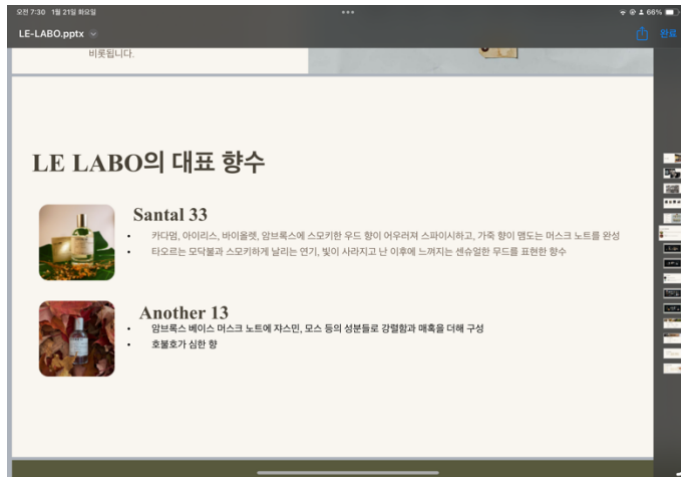 오전 7:30 1월 21일 화요일
66%
LE-LABO.pptx
완료
비롯됩니다.
LE LABO의 대표 향수
Santal 33
• 카다멈, 아이리스, 바이올렛, 암브록스에 스모키한 우드 향이 어우러져 스파이시하고, 가죽 향이 맴도는 머스크 노트를 완성
• 타오르는 모닥불과 스모키하게 날리는 연기, 빛이 사라지고 난 이후에 느껴지는 센슈얼한 무드를 표현한 향수
Another 13
• 암브록스 베이스 머스크 노트에 쟈스민, 모스 등의 성분들로 강렬함과 매혹을 더해 구성
• 호불호가 심한 향